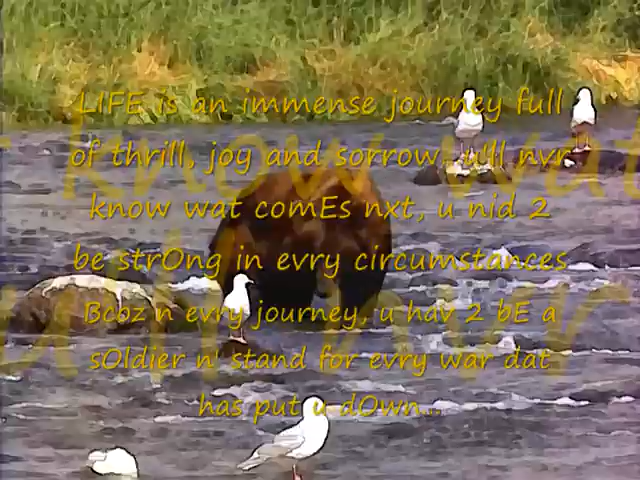 LIFE is an immense journey full
of thrill, joy and sorrow, u'll nvr
know wat comEs nxt, u nid 2
be strOng in evry circumstances
Bcoz n evry journey, u hav 2 bE a
sOldier n' stand for evry war dat
has put u dOwn...
know wat